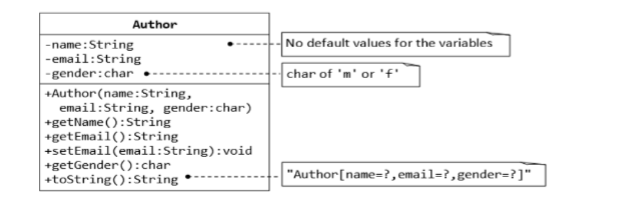 Author
-name:String
-email:String
-gender:char
No default values for the variables
char of 'm' or 'f'
+Author(name:String,
email:String, gender:char)
+getName():String
+getEmail():String
+setEmail(email:String):void
+getGender():char
+toString():String
"Author[name=?,email=?,gender=?]"